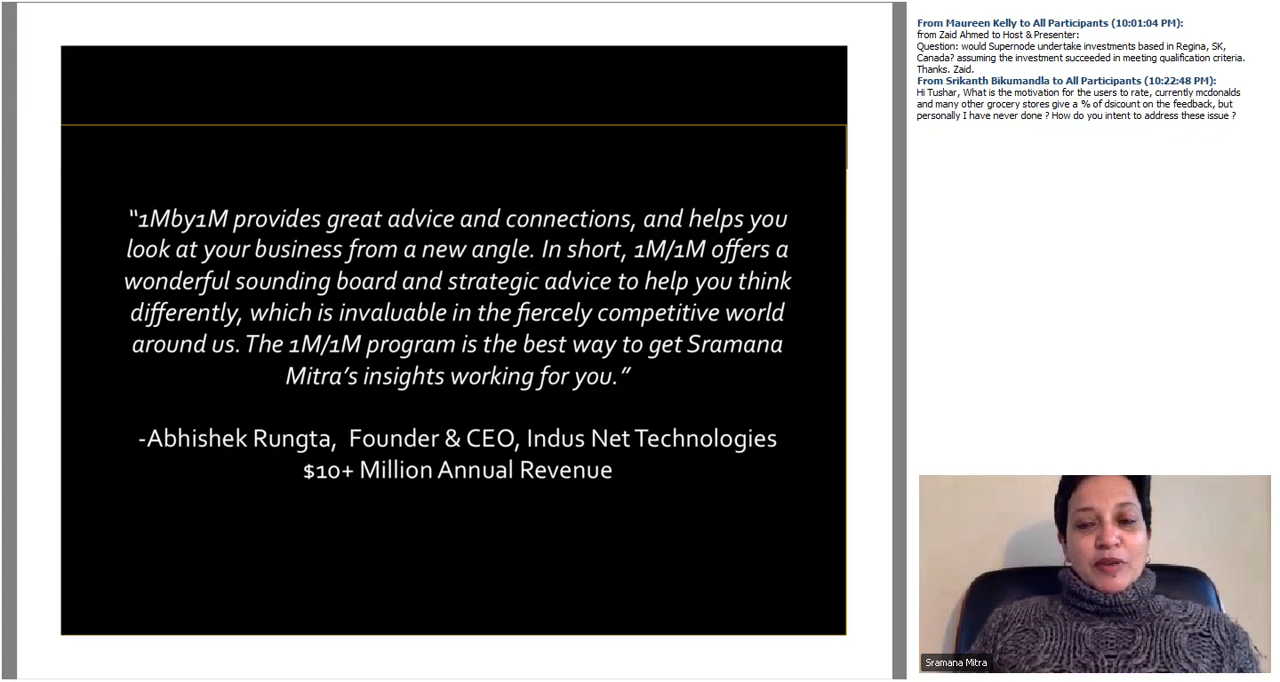 “1Mby1M provides great advice and connections, and helps you
look at your business from a new angle. In short, 1M/1M offers a
wonderful sounding board and strategic advice to help you think
differently, which is invaluable in the fiercely competitive world
around us. The 1M/1M program is the best way to get Sramana
Mitra’s insights working for you.”
-Abhishek Rungta, Founder & CEO, Indus Net Technologies
$10+ Million Annual Revenue
From Maureen Kelly to All Participants (10:01:04 PM):
from Zaid Ahmed to Host & Presenter:
Question: would Supernode undertake investments based in Regina, SK,
Canada? assuming the investment succeeded in meeting qualification criteria.
Thanks. Zaid.
From Srikanth Bikumandla to All Participants (10:22:48 PM):
Hi Tushar, What is the motivation for the users to rate, currently mcdonalds
and many other grocery stores give a % of dsicount on the feedback, but
personally I have never done ? How do you intent to address these issue ?
Sramana Mitra